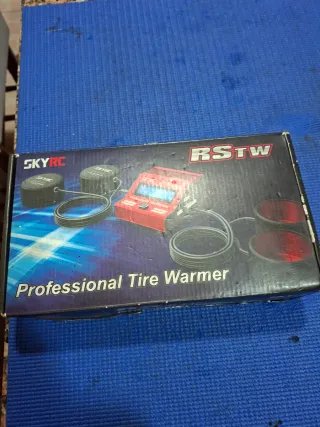 SKYRC
RSTW
Professional Tire Warmer